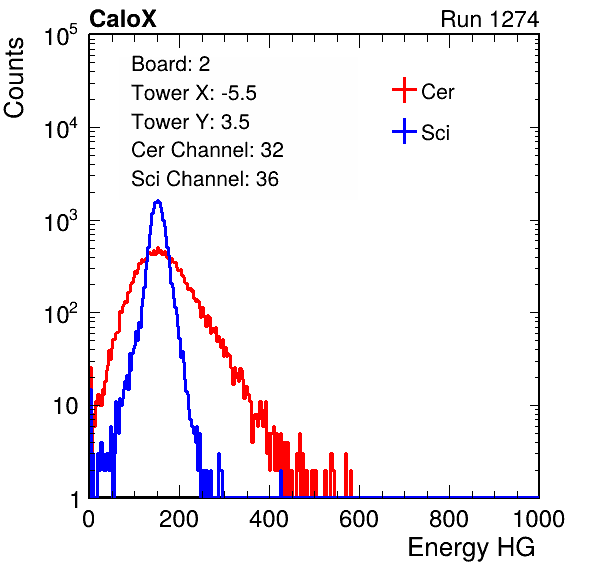 CaloX Run 1274
Counts
10^5
10^4
10^3
10^2
10
1
Board: 2
Tower X: -5.5
Tower Y: 3.5
Cer Channel: 32
Sci Channel: 36
Cer
Sci
0 200 400 600 800 1000
Energy HG